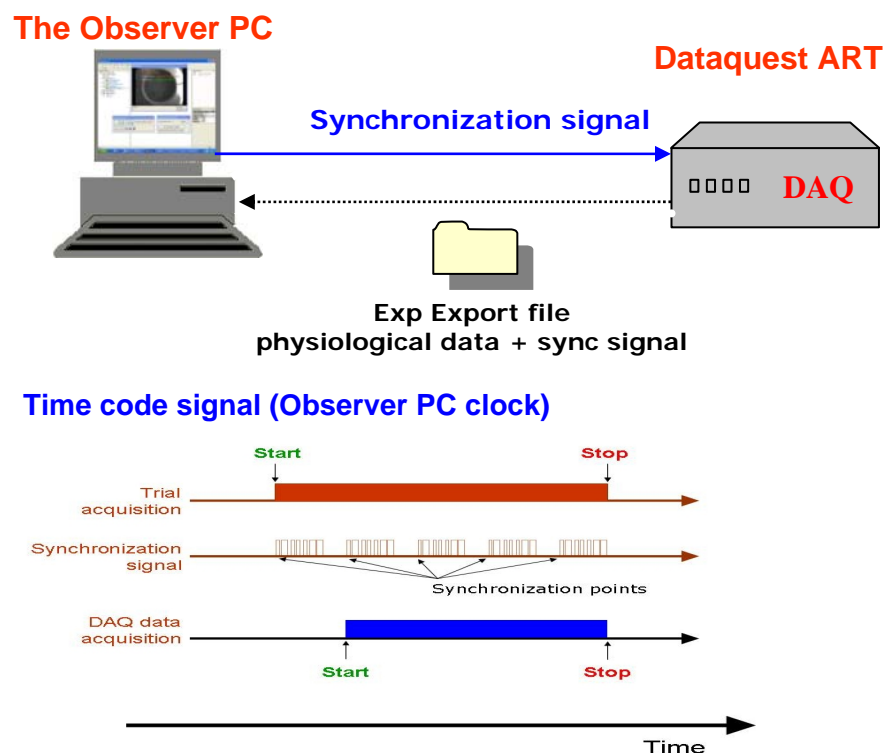 The Observer PC
Dataquest ART
Synchronization signal
DAQ
Exp Export file
physiological data + sync signal
Time code signal (Observer PC clock)
Start
Stop
Trial
acquisition
Synchronization
signal
Synchronization points
DAQ data
acquisition
Start
Stop
Time